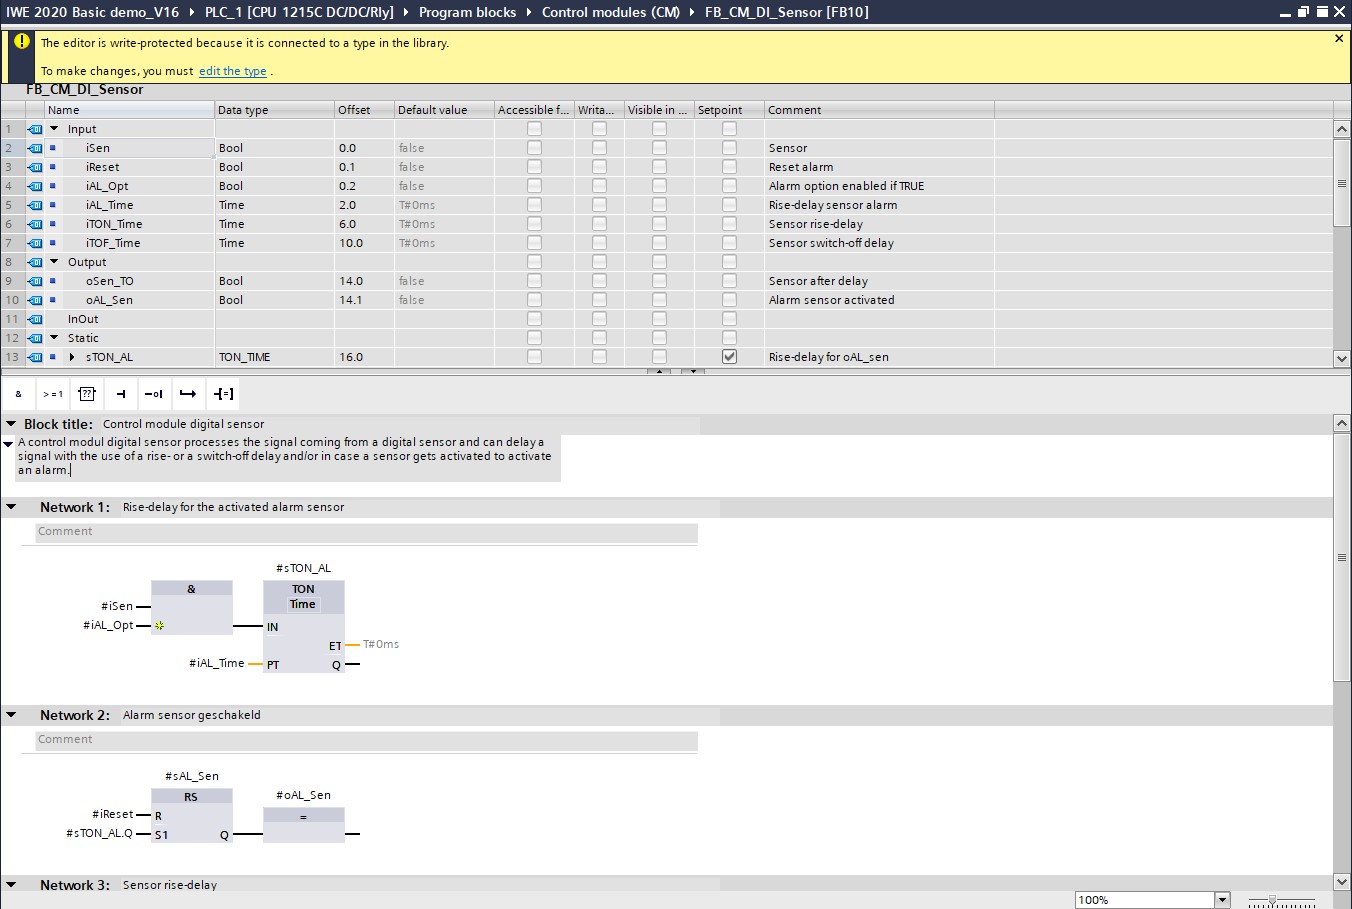 IWE 2020 Basic demo_V16 ▸ PLC_1 [CPU 1215C DC/DC/Rly] ▸ Program blocks ▸ Control modules (CM) ▸ FB_CM_DI_Sensor [FB10]
The editor is write-protected because it is connected to a type in the library.
To make changes, you must edit the type .
FB_CM_DI_Sensor
Name Data type Offset Default value Accessible f... Writa... Visible in ... Setpoint Comment
1 Input
2 iSen Bool 0.0 false Sensor
3 iReset Bool 0.1 false Reset alarm
4 iAL_Opt Bool 0.2 false Alarm option enabled if TRUE
5 iAL_Time Time 2.0 T#0ms Rise-delay sensor alarm
6 iTON_Time Time 6.0 T#0ms Sensor rise-delay
7 iTOF_Time Time 10.0 T#0ms Sensor switch-off delay
8 Output
9 oSen_TO Bool 14.0 false Sensor after delay
10 oAL_Sen Bool 14.1 false Alarm sensor activated
11 InOut
12 Static
13 sTON_AL TON_TIME 16.0 Rise-delay for oAL_sen
& >=1 ?? -| -o| [=]
Block title: Control module digital sensor
A control modul digital sensor processes the signal coming from a digital sensor and can delay a
signal with the use of a rise- or a switch-off delay and/or in case a sensor gets activated to activate
an alarm.
Network 1: Rise-delay for the activated alarm sensor
Comment
#sTON_AL
& TON
Time
#iSen
#iAL_Opt IN
ET T#0ms
#iAL_Time PT Q
Network 2: Alarm sensor geschakeld
Comment
#sAL_Sen
#oAL_Sen
RS
#iReset R =
#sTON_AL.Q S1 Q
Network 3: Sensor rise-delay
100%